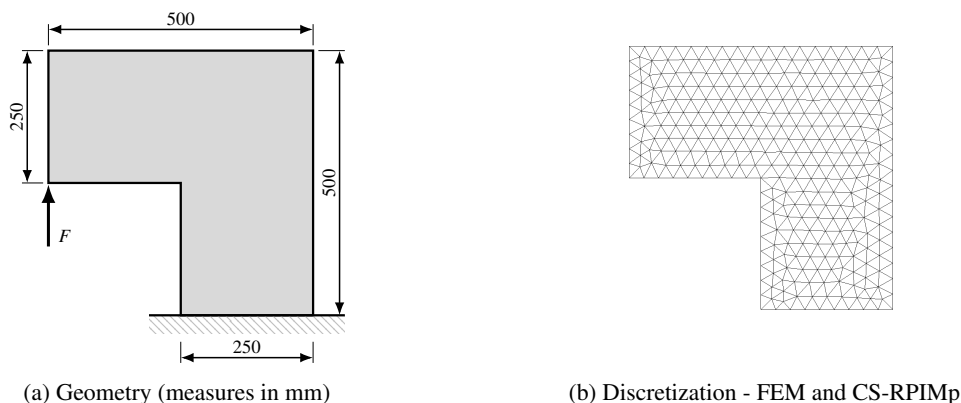 500
250
500
F
250
(a) Geometry (measures in mm)
(b) Discretization - FEM and CS-RPIMp